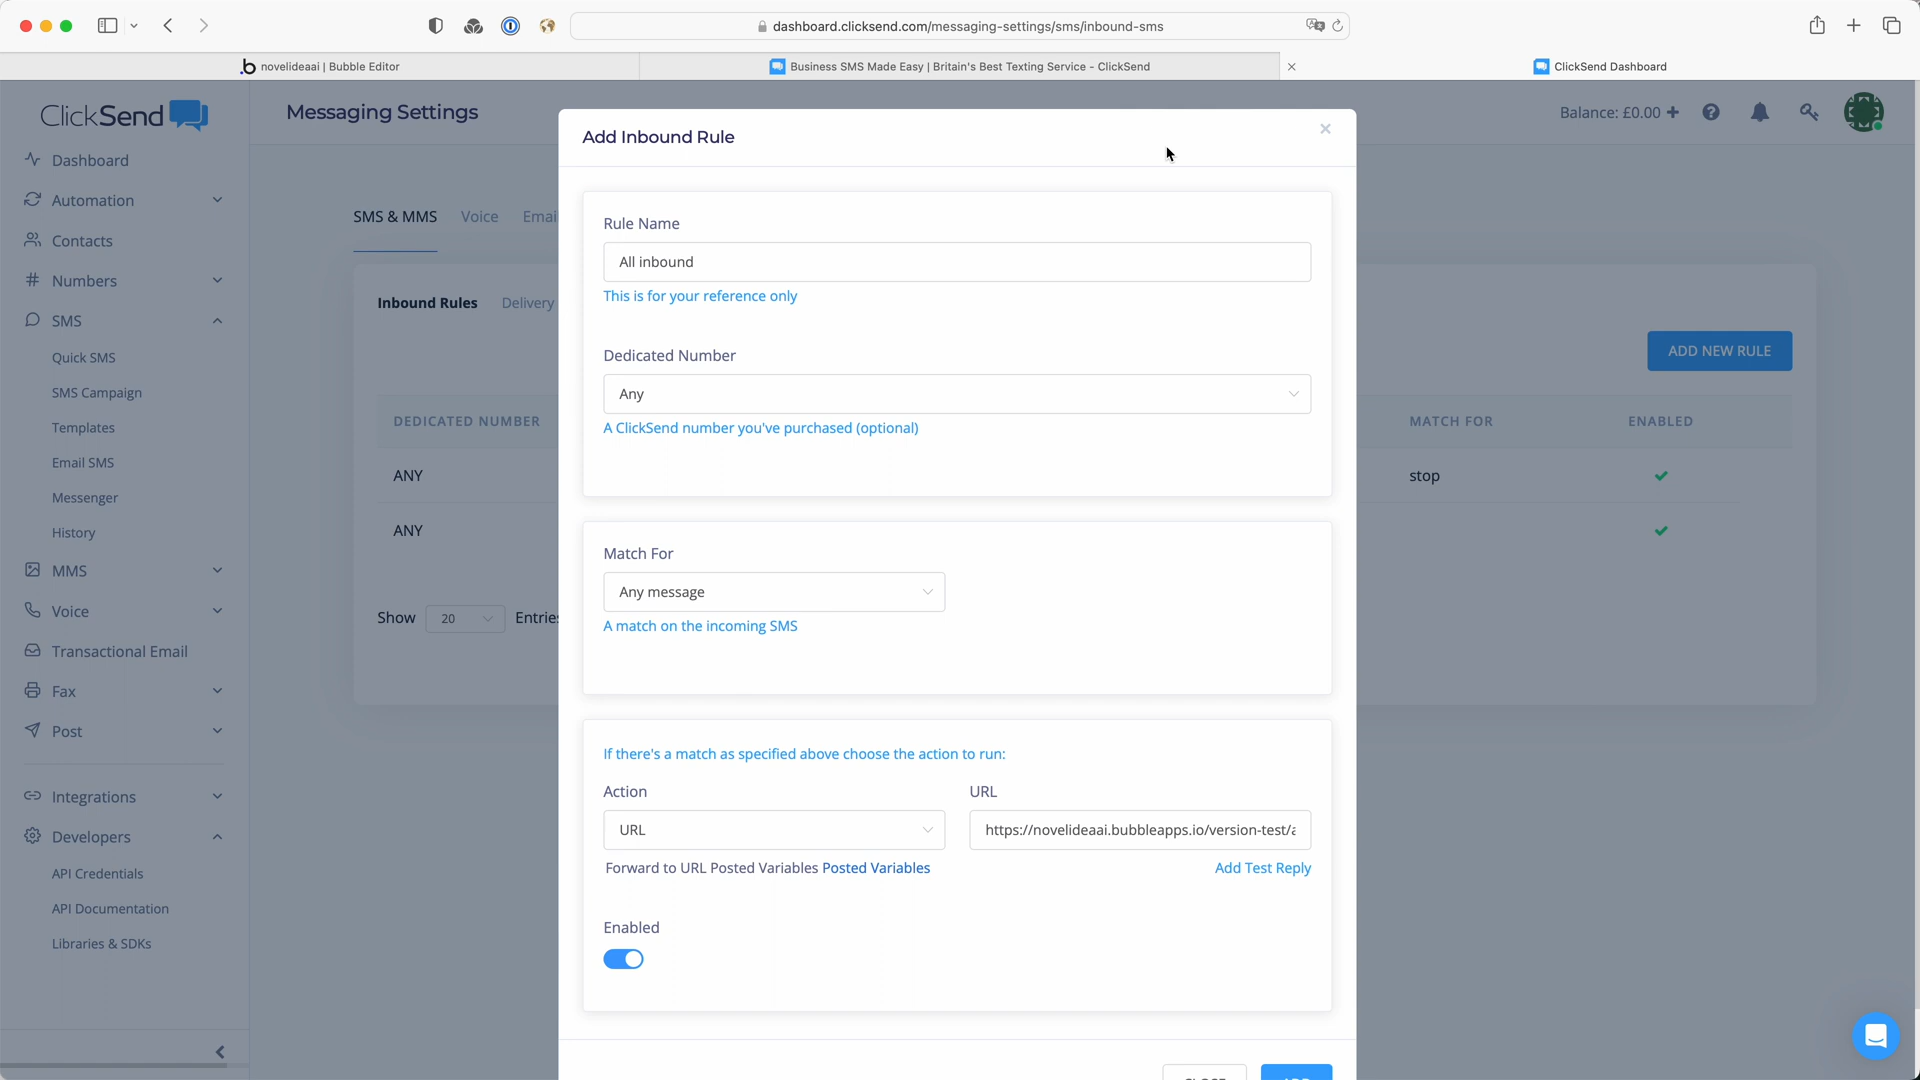 dashboard.clicksend.com/messaging-settings/sms/inbound-sms
novelideaai | Bubble Editor
Business SMS Made Easy | Britain's Best Texting Service - ClickSend
ClickSend Dashboard
ClickSend
Messaging Settings
Balance: £0.00
Dashboard
Automation
Contacts
Numbers
SMS
Quick SMS
SMS Campaign
Templates
Email SMS
Messenger
History
MMS
Voice
Transactional Email
Fax
Post
Integrations
Developers
API Credentials
API Documentation
Libraries & SDKs
SMS & MMS Voice Emai
Inbound Rules Delivery
ADD NEW RULE
DEDICATED NUMBER MATCH FOR ENABLED
ANY stop
ANY
Show 20 Entries
Add Inbound Rule
Rule Name
All inbound
This is for your reference only
Dedicated Number
Any
A ClickSend number you've purchased (optional)
Match For
Any message
A match on the incoming SMS
If there's a match as specified above choose the action to run:
Action URL
URL https://novelideaai.bubbleapps.io/version-test/a
Forward to URL Posted Variables Posted Variables Add Test Reply
Enabled
CLOSE ADD